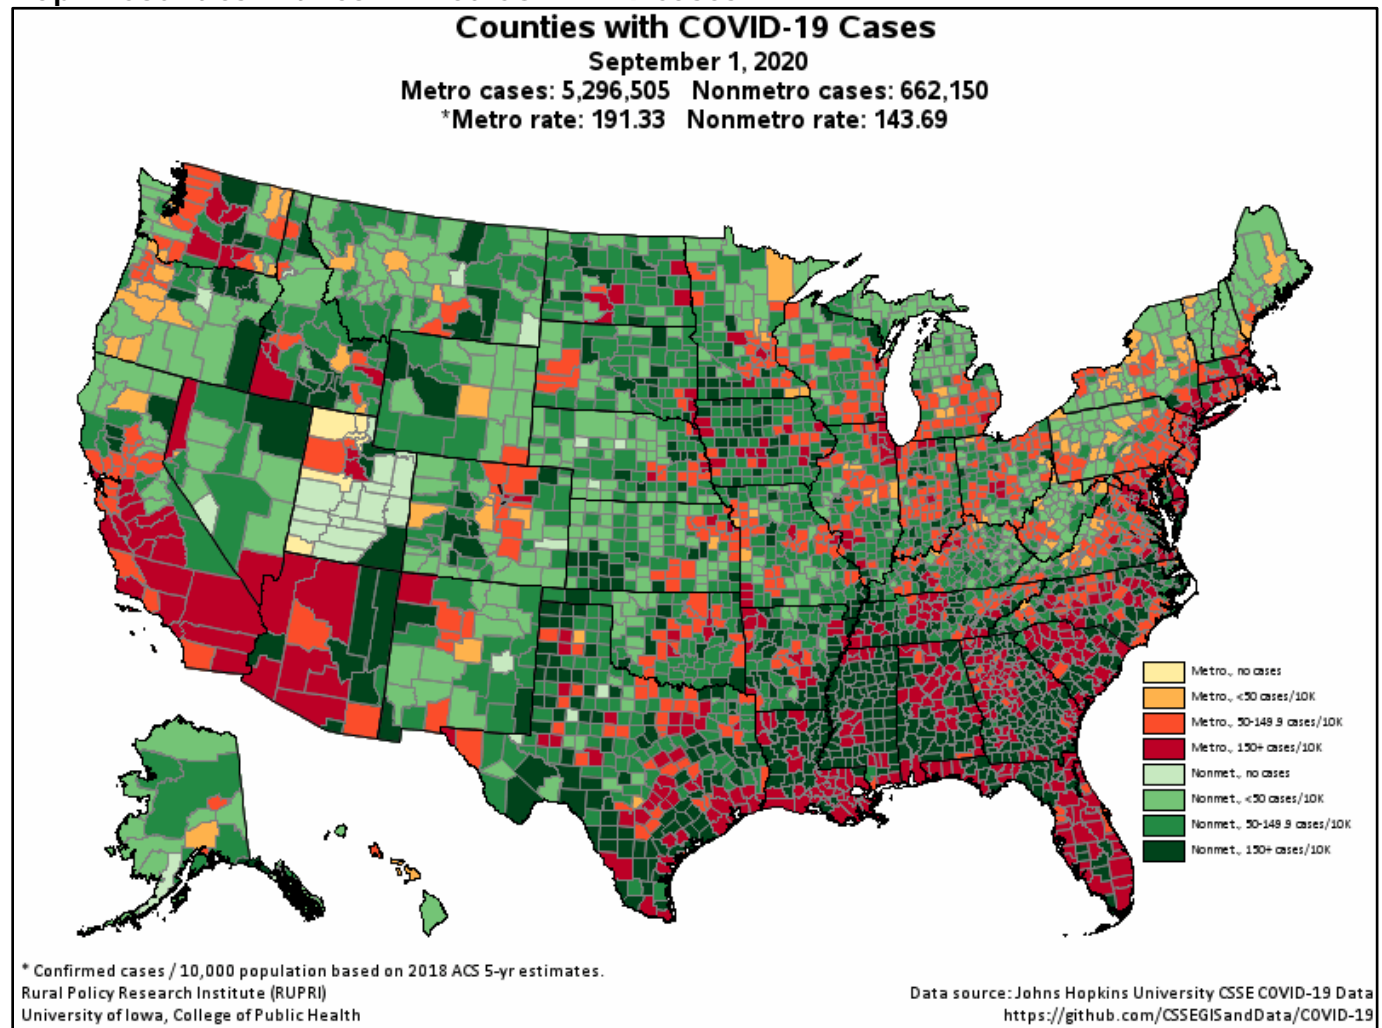 Counties with COVID-19 Cases
September 1, 2020
Metro cases: 5,296,505 Nonmetro cases: 662,150
*Metro rate: 191.33 Nonmetro rate: 143.69
Metro., no cases
Metro., <50 cases/10K
Metro., 50-149.9 cases/10K
Metro., 150+ cases/10K
Nonmet., no cases
Nonmet., <50 cases/10K
Nonmet., 50-149.9 cases/10K
Nonmet., 150+ cases/10K
* Confirmed cases / 10,000 population based on 2018 ACS 5-yr estimates.
Rural Policy Research Institute (RUPRI)
University of Iowa, College of Public Health
Data source: Johns Hopkins University CSSE COVID-19 Data
https://github.com/CSSEGISandData/COVID-19